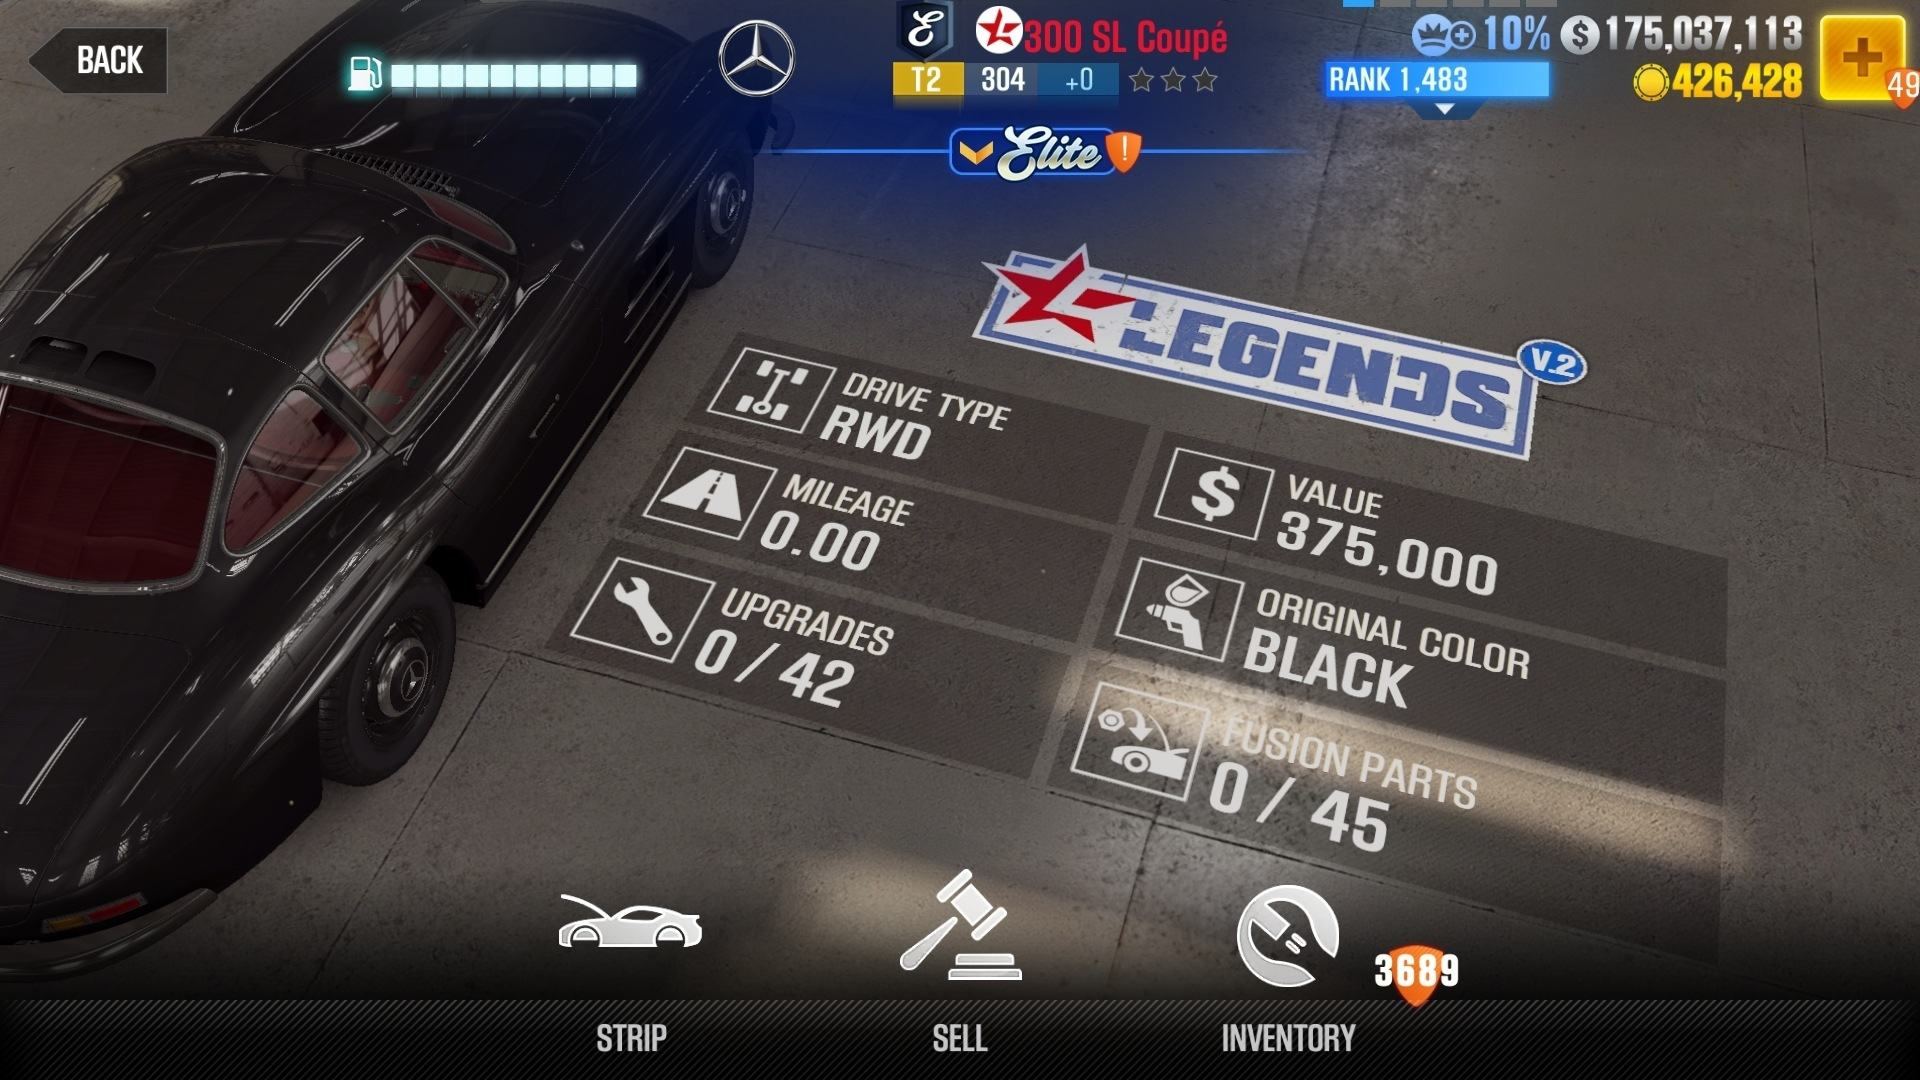 BACK
E
300 SL Coupé
T2 304 +0
10%
175,037,113
RANK 1,483
426,428
49
Elite !
LEGENDS
V.2
DRIVE TYPE
RWD
MILEAGE
0.00
UPGRADES
0 / 42
$ VALUE
375,000
ORIGINAL COLOR
BLACK
FUSION PARTS
0 / 45
3689
STRIP
SELL
INVENTORY